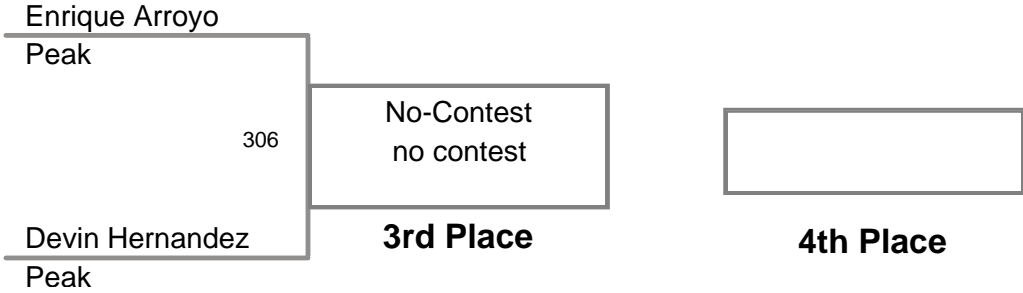 Enrique Arroyo
Peak
306
No-Contest
no contest
Devin Hernandez
Peak
3rd Place
4th Place